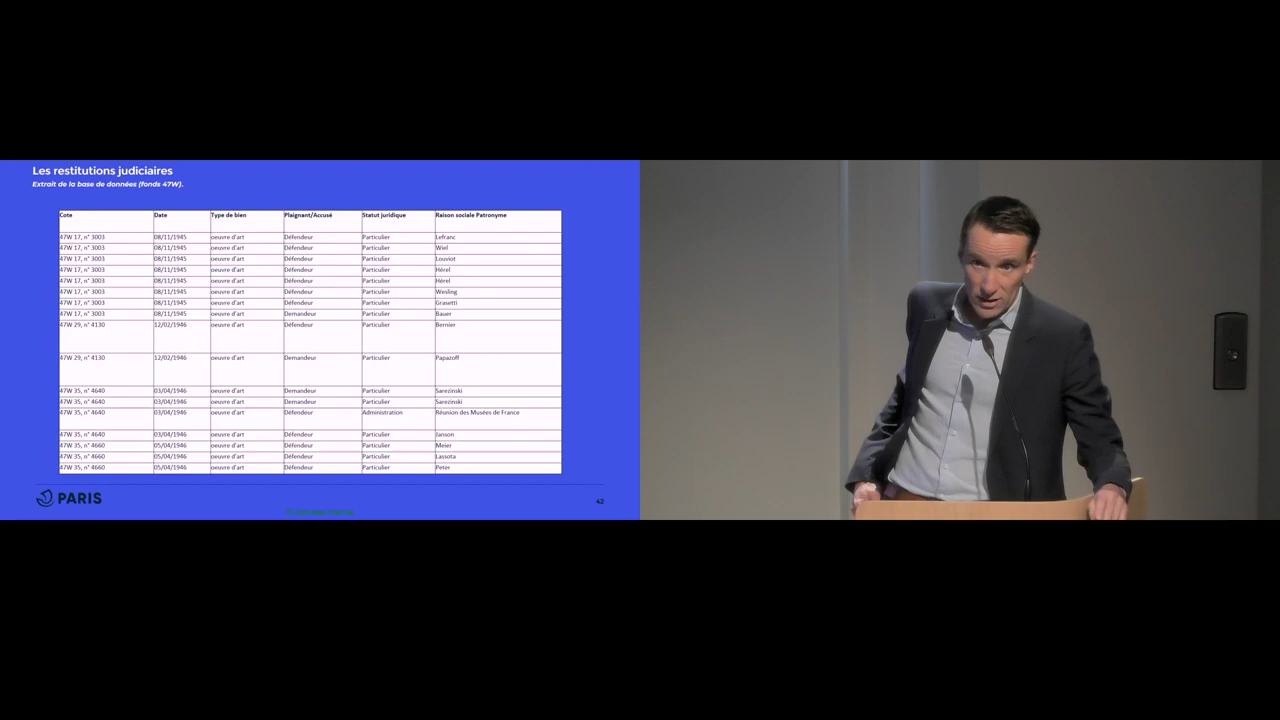 Les restitutions judiciaires
Extrait de la base de données (fonds 47W).
Cote Date Type de bien Plaignant/Accusé Statut juridique Raison sociale Patronyme
47W 17, n° 3003 08/11/1945 oeuvre d'art Défendeur Particulier Lefranc
47W 17, n° 3003 08/11/1945 oeuvre d'art Défendeur Particulier Wiel
47W 17, n° 3003 08/11/1945 oeuvre d'art Défendeur Particulier Louviot
47W 17, n° 3003 08/11/1945 oeuvre d'art Défendeur Particulier Hérel
47W 17, n° 3003 08/11/1945 oeuvre d'art Défendeur Particulier Hérel
47W 17, n° 3003 08/11/1945 oeuvre d'art Défendeur Particulier Wesling
47W 17, n° 3003 08/11/1945 oeuvre d'art Défendeur Particulier Grasetti
47W 17, n° 3003 08/11/1945 oeuvre d'art Demandeur Particulier Bauer
47W 29, n° 4130 12/02/1946 oeuvre d'art Défendeur Particulier Bernier
47W 29, n° 4130 12/02/1946 oeuvre d'art Demandeur Particulier Papazoff
47W 35, n° 4640 03/04/1946 oeuvre d'art Demandeur Particulier Sarezinski
47W 35, n° 4640 03/04/1946 oeuvre d'art Demandeur Particulier Sarezinski
47W 35, n° 4640 03/04/1946 oeuvre d'art Défendeur Administration Réunion des Musées de France
47W 35, n° 4640 03/04/1946 oeuvre d'art Défendeur Particulier Janson
47W 35, n° 4660 05/04/1946 oeuvre d'art Défendeur Particulier Meier
47W 35, n° 4660 05/04/1946 oeuvre d'art Défendeur Particulier Lassota
47W 35, n° 4660 05/04/1946 oeuvre d'art Défendeur Particulier Peter
PARIS
42